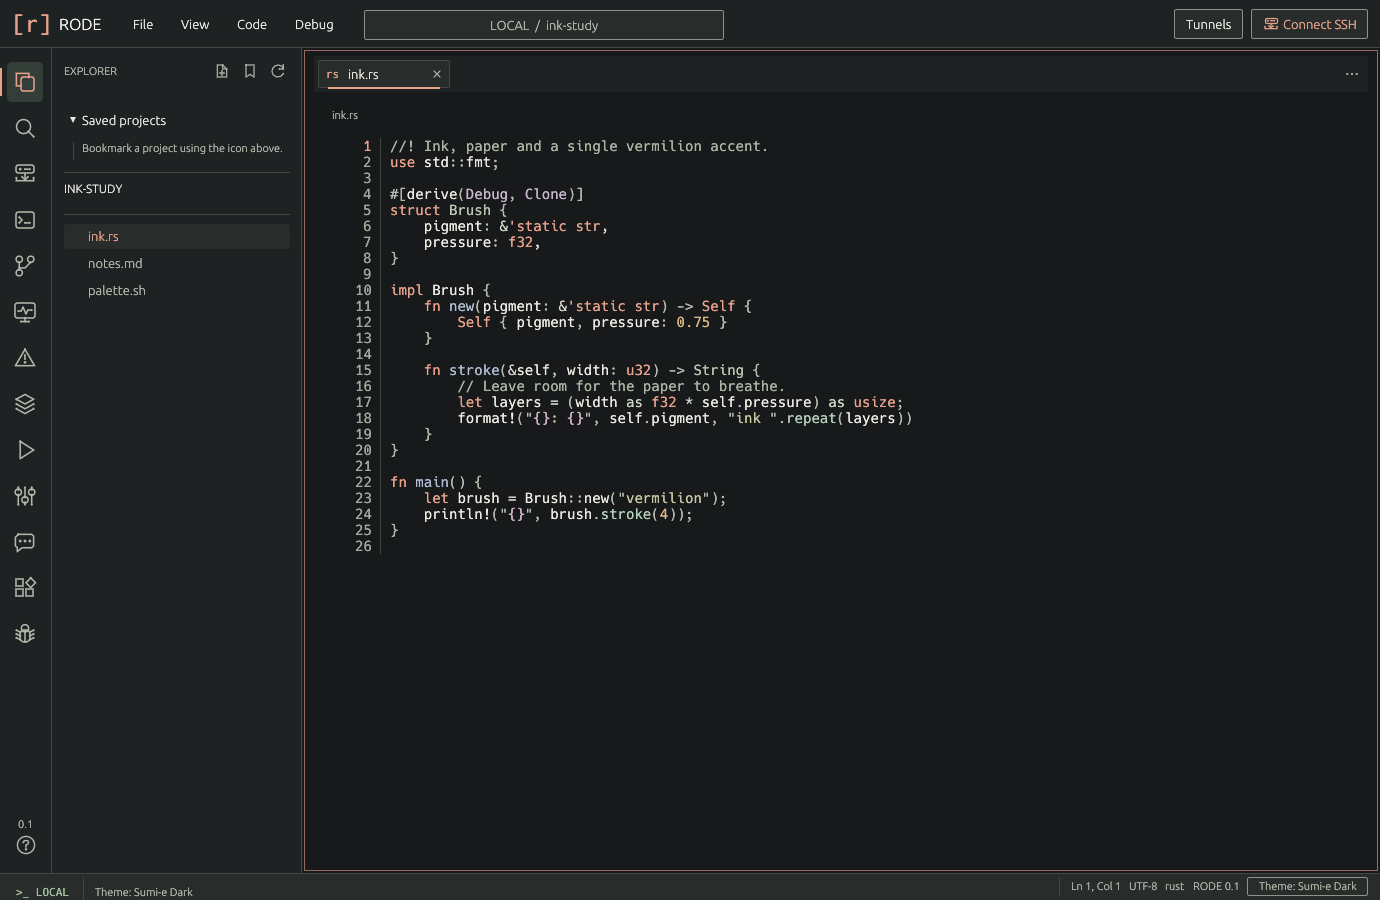 [r] RODE File View Code Debug LOCAL / ink-study Tunnels Connect SSH
EXPLORER
Saved projects
Bookmark a project using the icon above.
INK-STUDY
ink.rs
notes.md
palette.sh
0.1
?
rs ink.rs × ...
ink.rs
1 //! Ink, paper and a single vermilion accent.
2 use std::fmt;
3
4 #[derive(Debug, Clone)]
5 struct Brush {
6     pigment: &'static str,
7     pressure: f32,
8 }
9
10 impl Brush {
11     fn new(pigment: &'static str) -> Self {
12         Self { pigment, pressure: 0.75 }
13     }
14
15     fn stroke(&self, width: u32) -> String {
16         // Leave room for the paper to breathe.
17         let layers = (width as f32 * self.pressure) as usize;
18         format!("{}: {}", self.pigment, "ink ".repeat(layers))
19     }
20 }
21
22 fn main() {
23     let brush = Brush::new("vermilion");
24     println!("{}", brush.stroke(4));
25 }
26
>_ LOCAL Theme: Sumi-e Dark Ln 1, Col 1 UTF-8 rust RODE 0.1 Theme: Sumi-e Dark